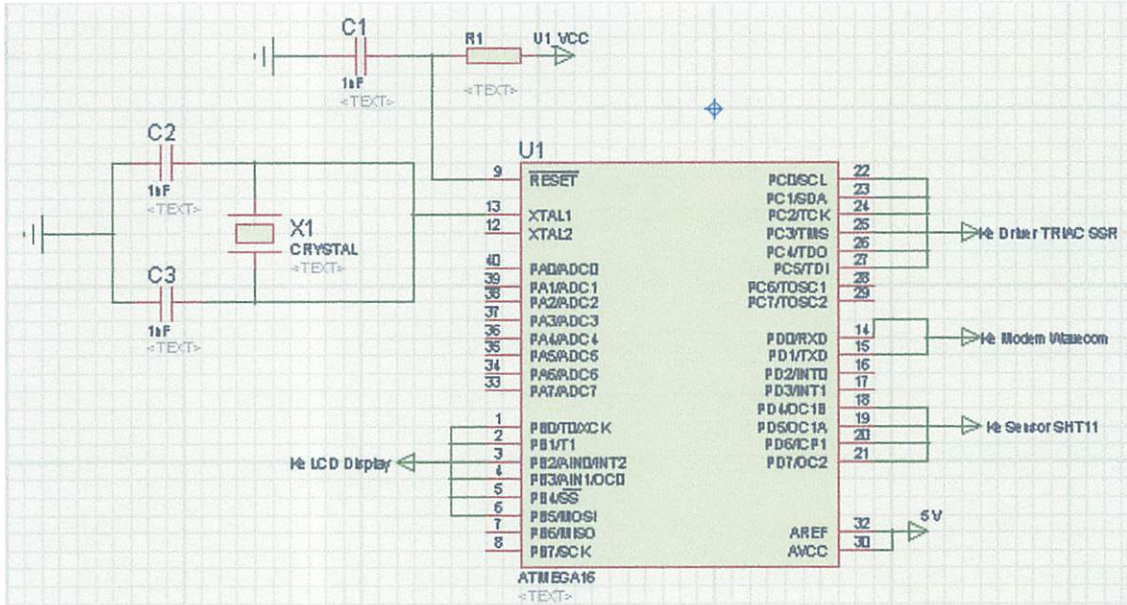 C1
1nF
<TEXT>
R1
<TEXT>
U1_VCC
C2
1nF
<TEXT>
X1
CRYSTAL
<TEXT>
C3
1nF
<TEXT>
U1
9 RESET
13 XTAL1
12 XTAL2
40 PA0/ADC0
39 PA1/ADC1
38 PA2/ADC2
37 PA3/ADC3
36 PA4/ADC4
35 PA5/ADC5
34 PA6/ADC6
33 PA7/ADC7
1 PB0/T0/XCK
2 PB1/T1
3 PB2/AIN0/INT2
4 PB3/AIN1/OC0
5 PB4/SS
6 PB5/MOSI
7 PB6/MISO
8 PB7/SCK
Ke LCD Display
PC0/SCL 22
PC1/SDA 23
PC2/TCK 24
PC3/TMS 25
PC4/TDO 26
PC5/TDI 27
PC6/TOSC1 28
PC7/TOSC2 29
Ke Driver TRIAC SSR
PD0/RXD 14
PD1/TXD 15
PD2/INT0 16
PD3/INT1 17
PD4/OC1B 18
PD5/OC1A 19
PD6/ICP1 20
PD7/OC2 21
Ke Modem Wavecom
Ke Sensor SHT11
AREF 32
AVCC 30
5V
ATMEGA16
<TEXT>